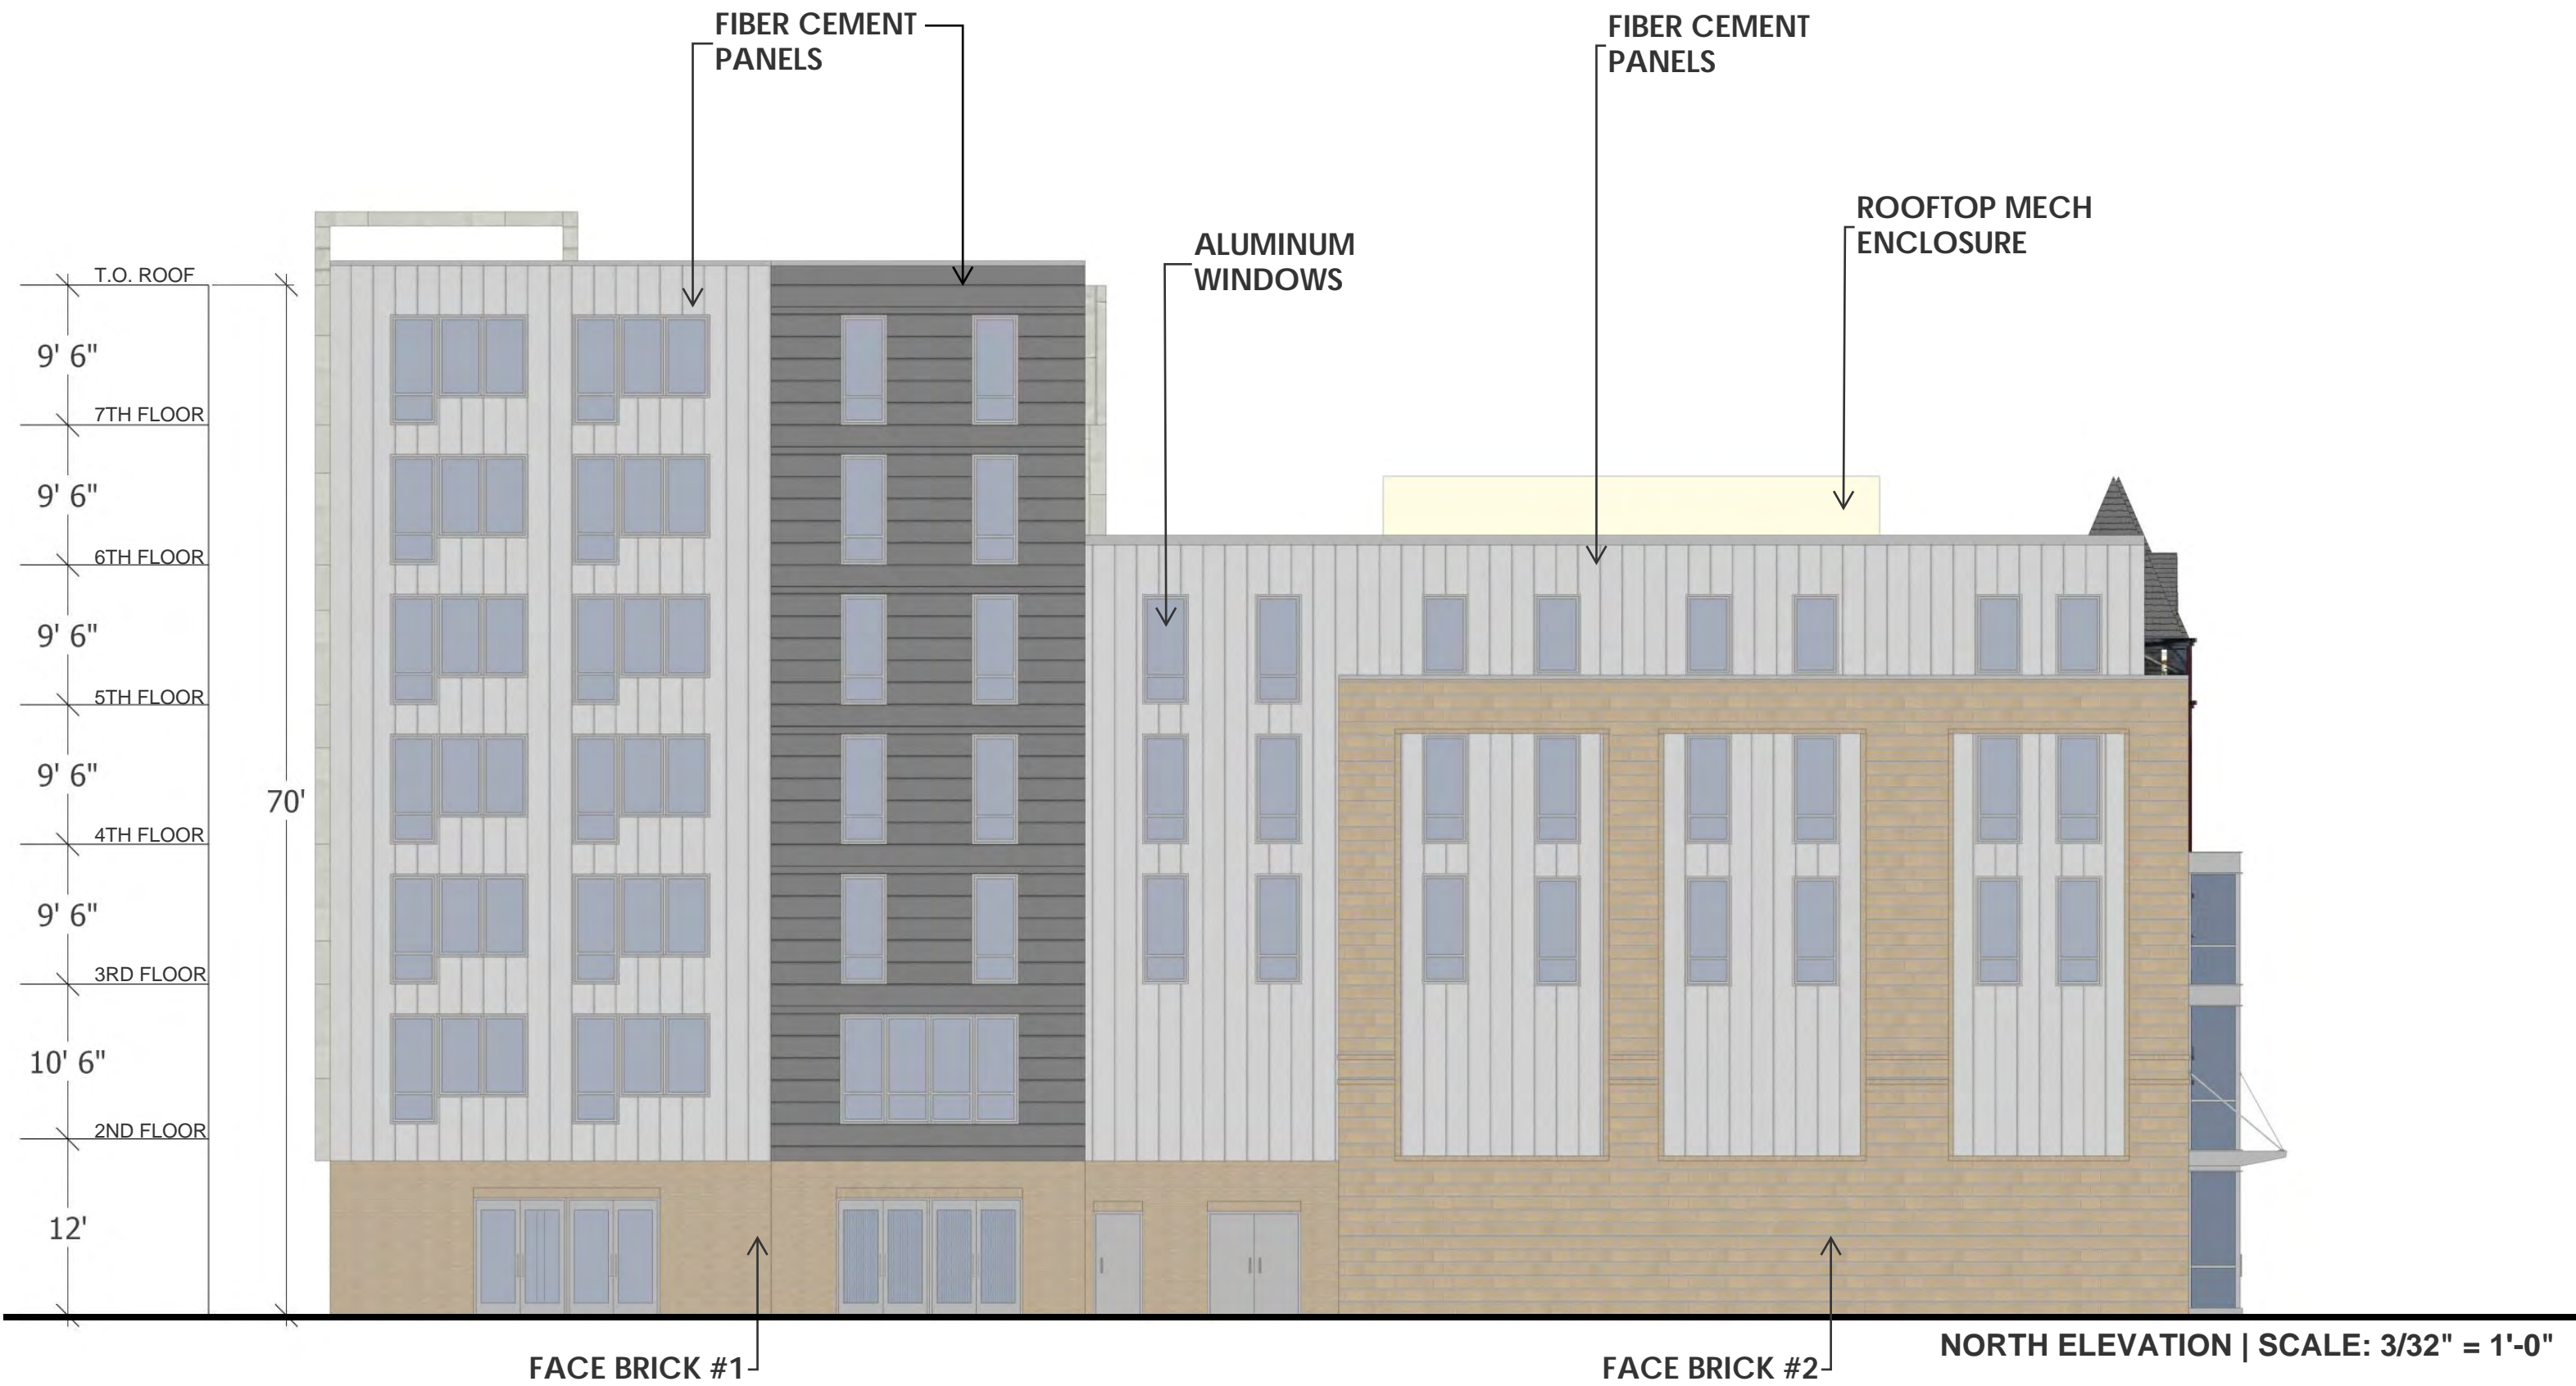 FIBER CEMENT
PANELS
FIBER CEMENT
PANELS
ROOFTOP MECH
ENCLOSURE
ALUMINUM
WINDOWS
T.O. ROOF
9' 6"
7TH FLOOR
9' 6"
6TH FLOOR
9' 6"
5TH FLOOR
9' 6"
70'
4TH FLOOR
9' 6"
3RD FLOOR
10' 6"
2ND FLOOR
12'
NORTH ELEVATION | SCALE: 3/32" = 1'-0"
FACE BRICK #1
FACE BRICK #2